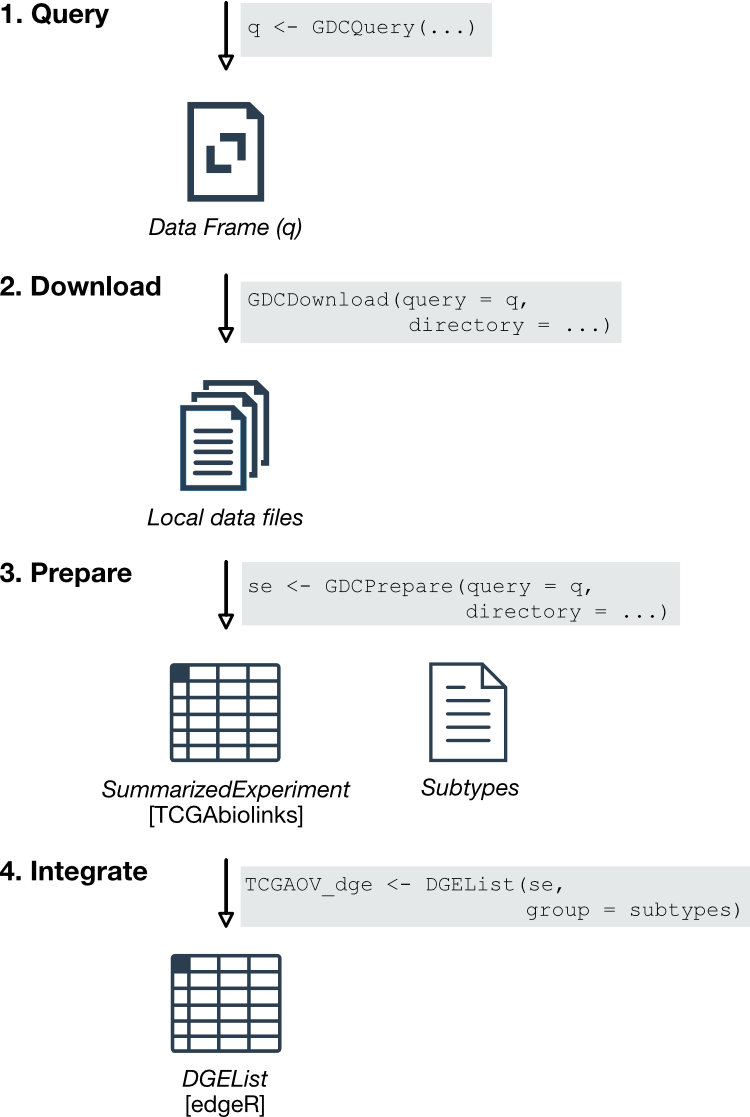 1. Query
q <- GDCQuery(...)
Data Frame (q)
2. Download
GDCDownload(query = q,
directory = ...)
Local data files
3. Prepare
se <- GDCPrepare(query = q,
directory = ...)
SummarizedExperiment
[TCGAbiolinks]
Subtypes
4. Integrate
TCGAOV_dge <- DGEList(se,
group = subtypes)
DGEList
[edgeR]